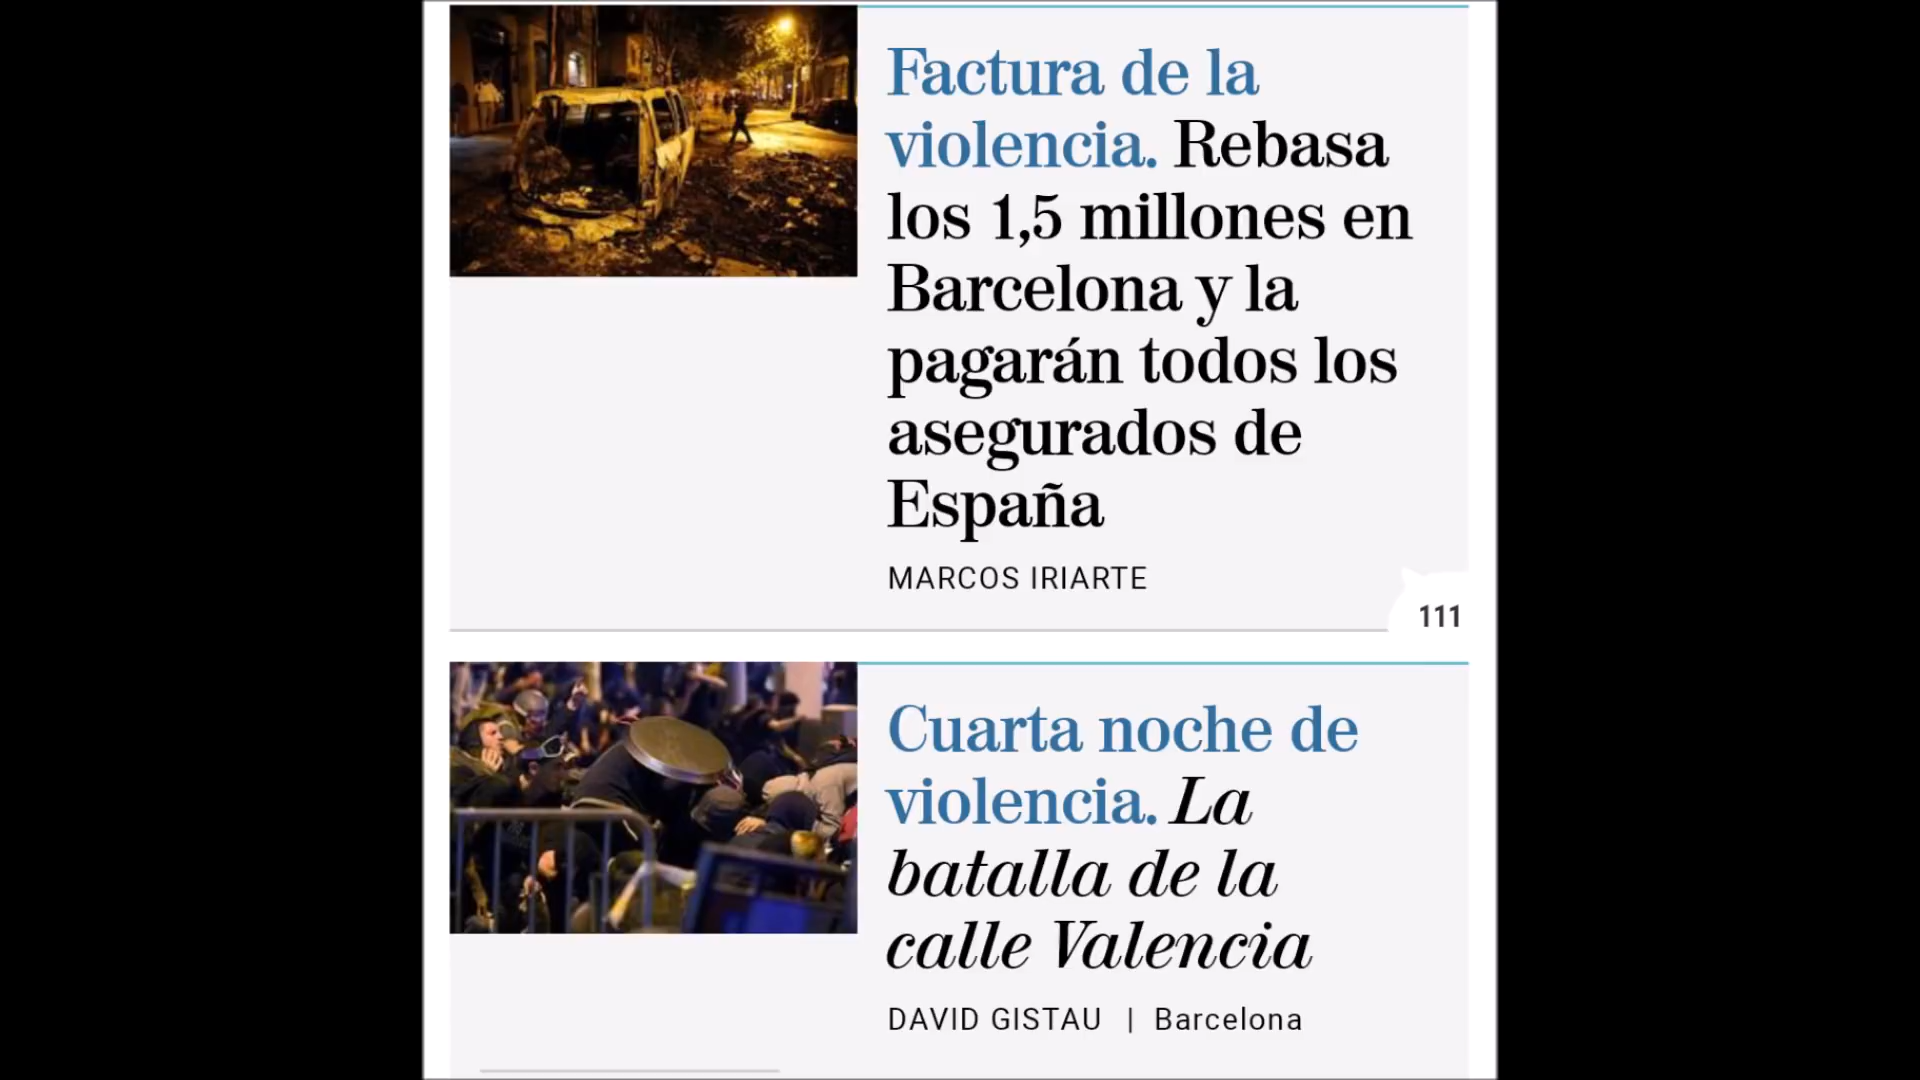 Factura de la
violencia. Rebasa
los 1,5 millones en
Barcelona y la
pagarán todos los
asegurados de
España
MARCOS IRIARTE
111
Cuarta noche de
violencia. La
batalla de la
calle Valencia
DAVID GISTAU | Barcelona